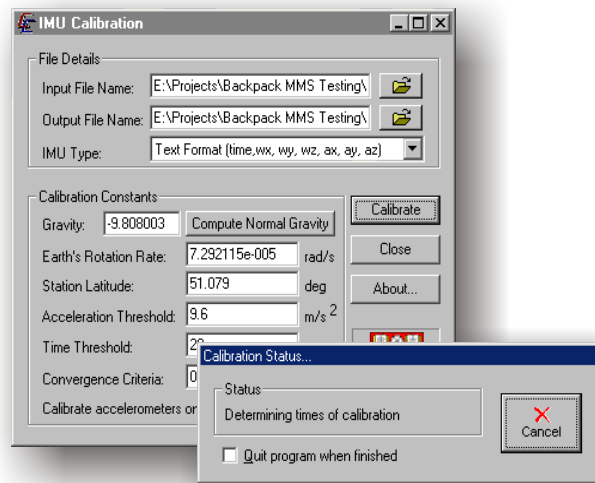 IMU Calibration
File Details
Input File Name: E:\Projects\Backpack MMS Testing\
Output File Name: E:\Projects\Backpack MMS Testing\
IMU Type: Text Format (time,wx, wy, wz, ax, ay, az)
Calibration Constants
Gravity: -9.808003 Compute Normal Gravity
Earth's Rotation Rate: 7.292115e-005 rad/s
Station Latitude: 51.079 deg
Acceleration Threshold: 9.6 m/s 2
Time Threshold:
Convergence Criteria:
Calibrate accelerometers
Calibrate
Close
About...
Calibration Status...
Status
Determining times of calibration
Quit program when finished
Cancel